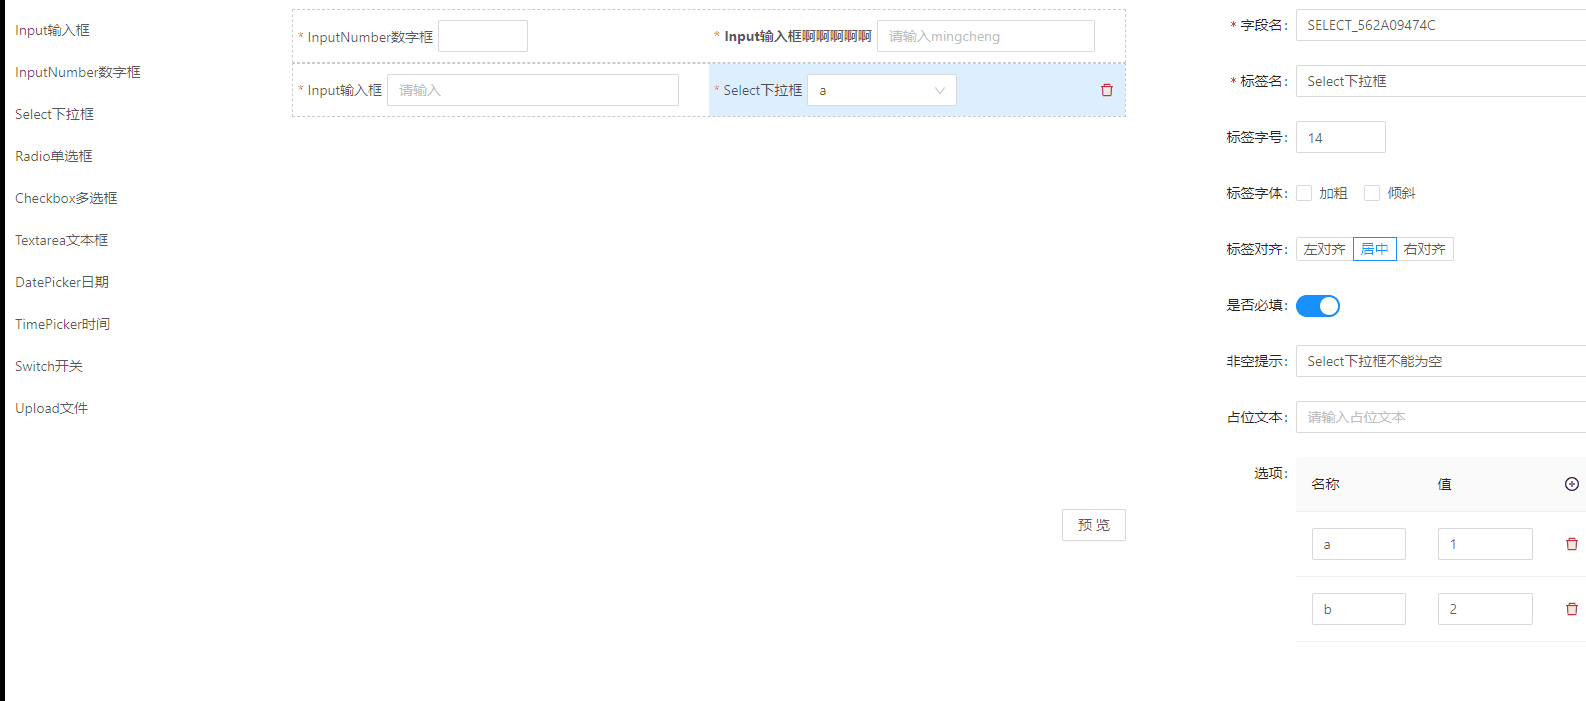 Input输入框
InputNumber数字框
Select下拉框
Radio单选框
Checkbox多选框
Textarea文本框
DatePicker日期
TimePicker时间
Switch开关
Upload文件
* InputNumber数字框
* Input输入框啊啊啊啊啊 请输入mingcheng
* Input输入框 请输入
* Select下拉框 a
预 览
* 字段名: SELECT_562A09474C
* 标签名: Select下拉框
标签字号: 14
标签字体: 加粗 倾斜
标签对齐: 左对齐 居中 右对齐
是否必填:
非空提示: Select下拉框不能为空
占位文本: 请输入占位文本
选项: 名称 值
a 1
b 2